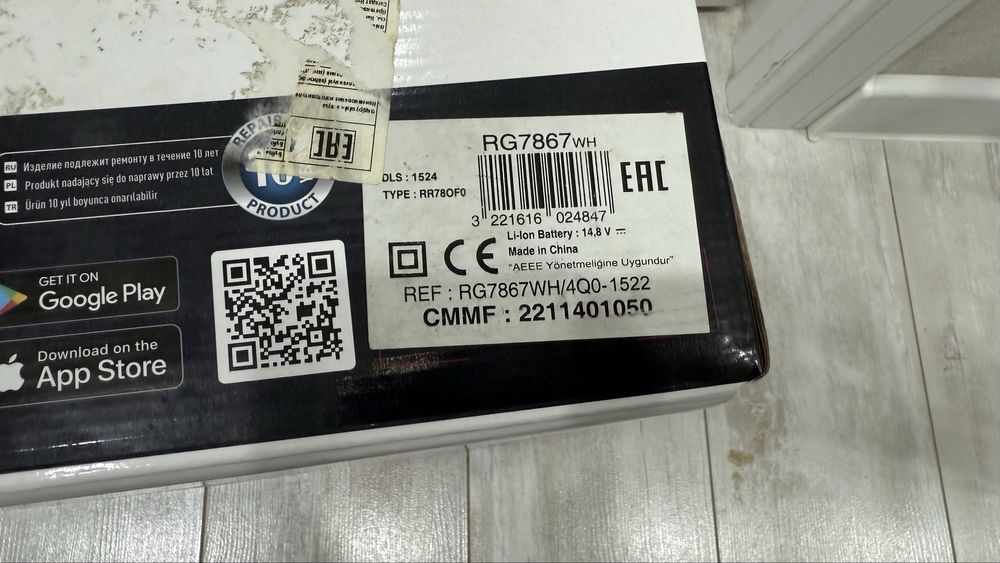 RU Изделие подлежит ремонту в течение 10 лет
PL Produkt nadający się do naprawy przez 10 lat
TR Ürün 10 yıl boyunca onarılabilir
PRODUCT
GET IT ON
Google Play
Download on the
App Store
RG7867WH
DLS : 1524
TYPE : RR78OF0
EAC
3 221616 024847
Li-Ion Battery : 14,8 V
Made in China
CE
"AEEE Yönetmeliğine Uygundur"
REF : RG7867WH/4Q0-1522
CMMF : 2211401050
EAC